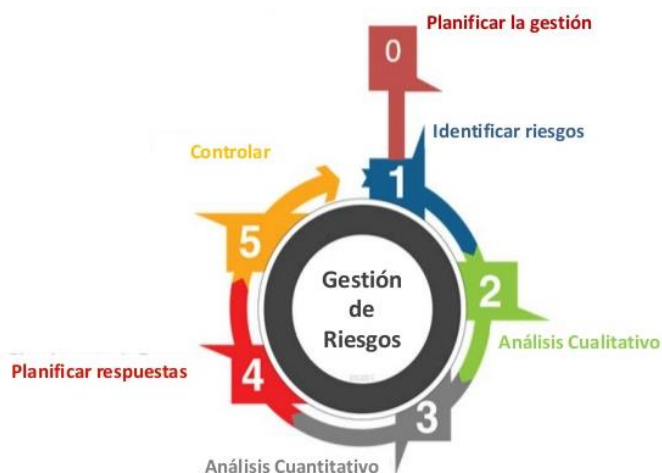 Planificar la gestión
0
Identificar riesgos
Controlar
1
5
2
Gestión
de
Riesgos
Análisis Cualitativo
Planificar respuestas
4
3
Análisis Cuantitativo